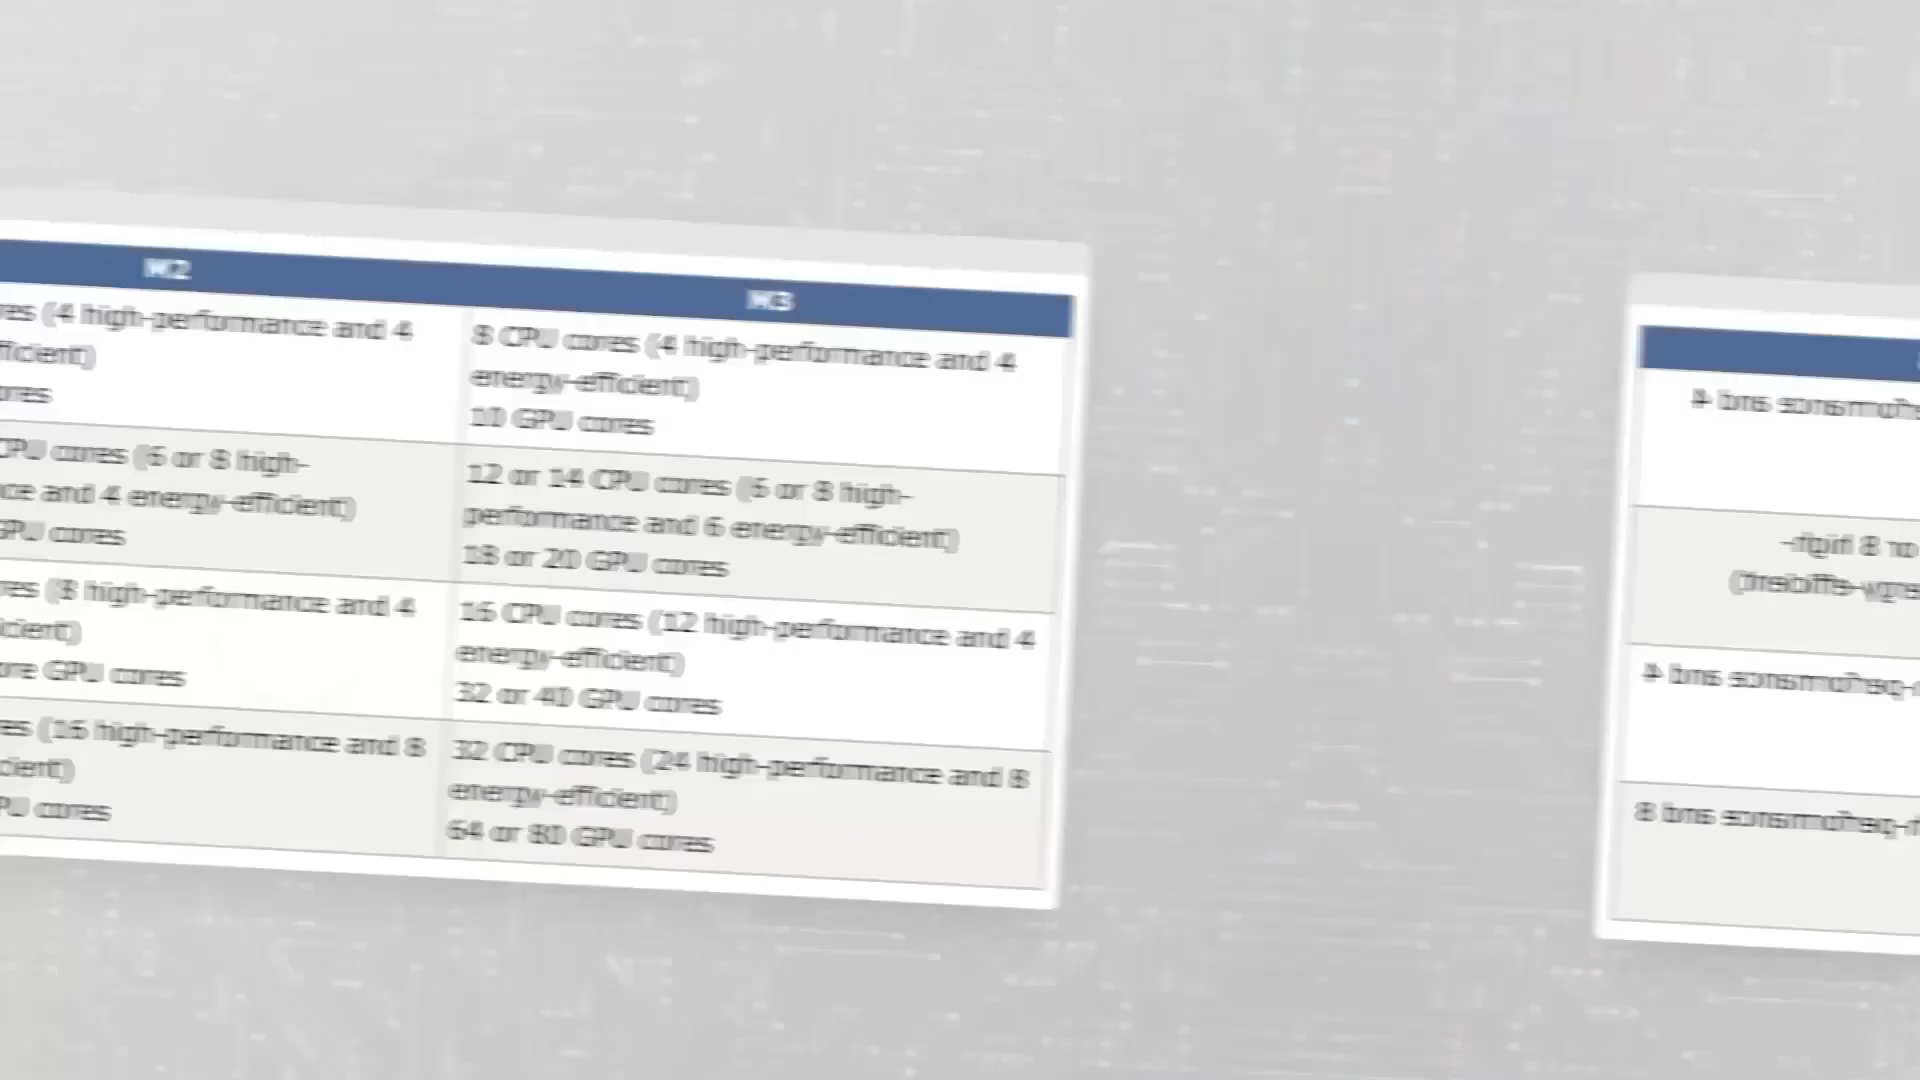 M2
M3
res (4 high-performance and 4
fficient)
ores
8 CPU cores (4 high-performance and 4
energy-efficient)
10 GPU cores
CPU cores (6 or 8 high-
ce and 4 energy-efficient)
GPU cores
12 or 14 CPU cores (6 or 8 high-
performance and 6 energy-efficient)
18 or 20 GPU cores
res (8 high-performance and 4
icient)
ore GPU cores
16 CPU cores (12 high-performance and 4
energy-efficient)
32 or 40 GPU cores
es (16 high-performance and 8
cient)
PU cores
32 CPU cores (24 high-performance and 8
energy-efficient)
64 or 80 GPU cores